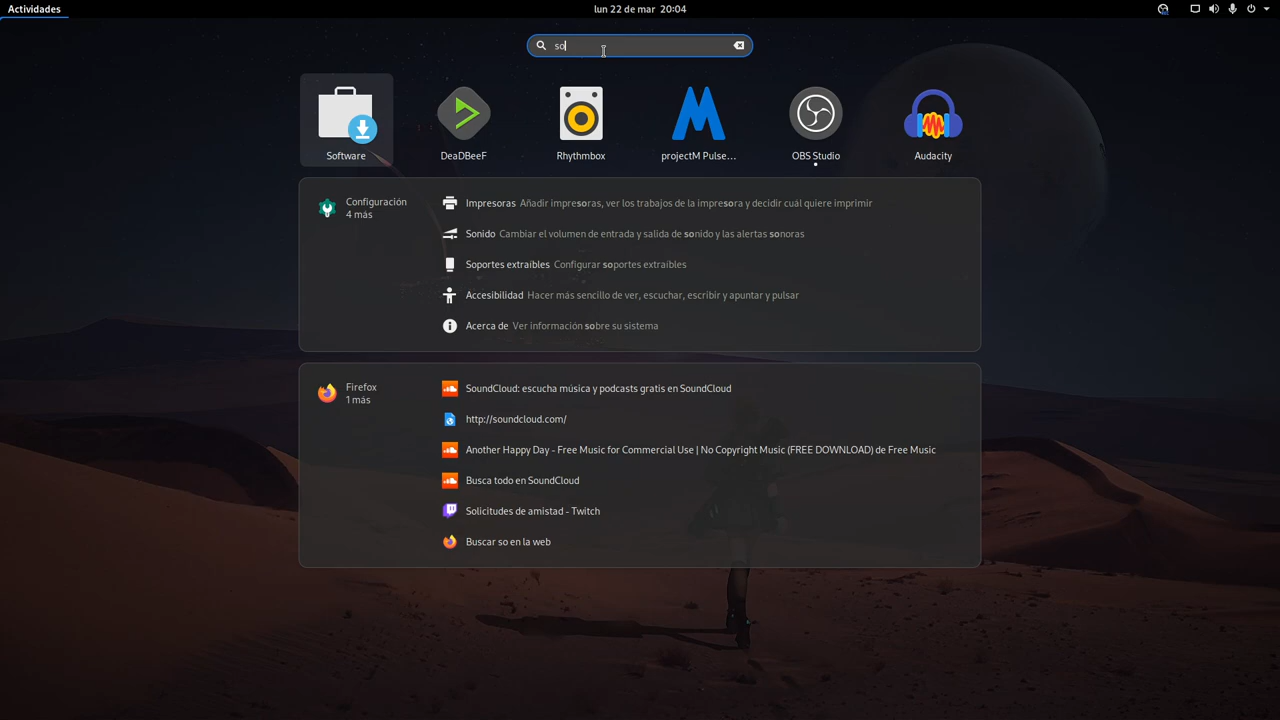 Actividades
lun 22 de mar 20:04
so
Software
DeaDBeeF
Rhythmbox
projectM Pulse...
OBS Studio
Audacity
Configuración
4 más
Impresoras Añadir impresoras, ver los trabajos de la impresora y decidir cuál quiere imprimir
Sonido Cambiar el volumen de entrada y salida de sonido y las alertas sonoras
Soportes extraíbles Configurar soportes extraíbles
Accesibilidad Hacer más sencillo de ver, escuchar, escribir y apuntar y pulsar
Acerca de Ver información sobre su sistema
Firefox
1 más
SoundCloud: escucha música y podcasts gratis en SoundCloud
http://soundcloud.com/
Another Happy Day - Free Music for Commercial Use | No Copyright Music (FREE DOWNLOAD) de Free Music
Busca todo en SoundCloud
Solicitudes de amistad - Twitch
Buscar so en la web